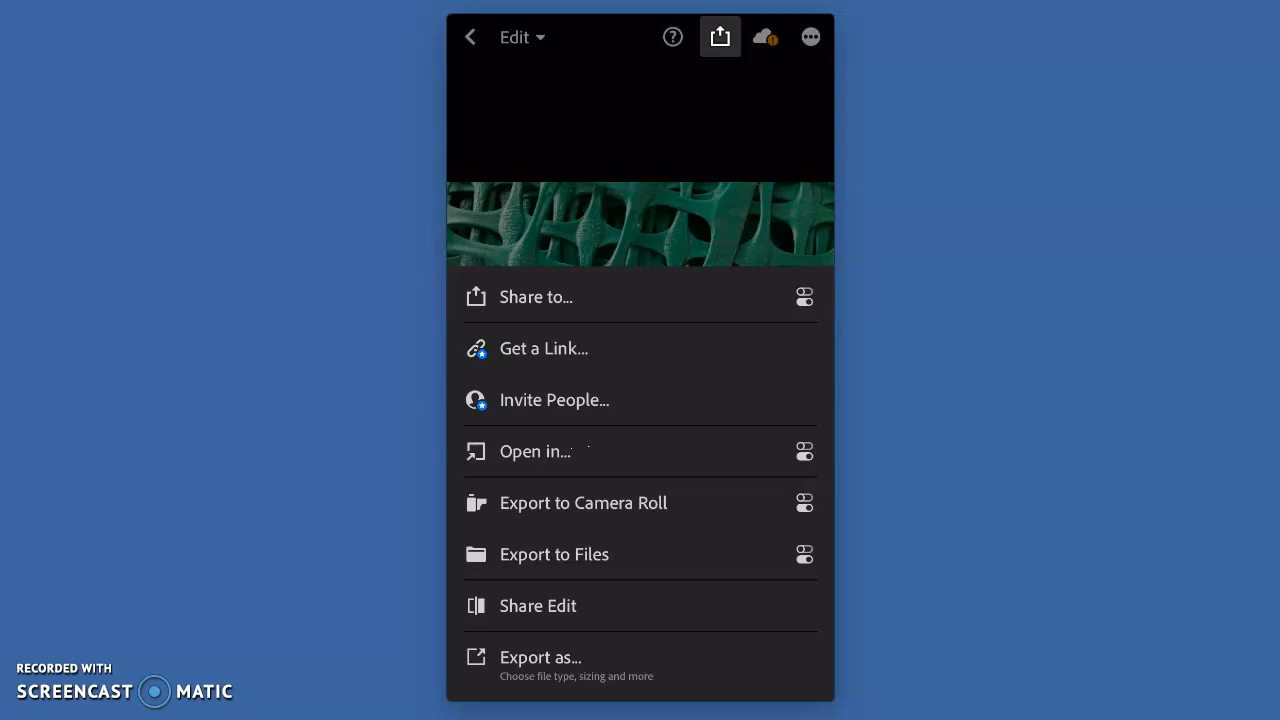 Edit
Share to...
Get a Link...
Invite People...
Open in...
Export to Camera Roll
Export to Files
Share Edit
Export as...
Choose file type, sizing and more
RECORDED WITH
SCREENCAST MATIC